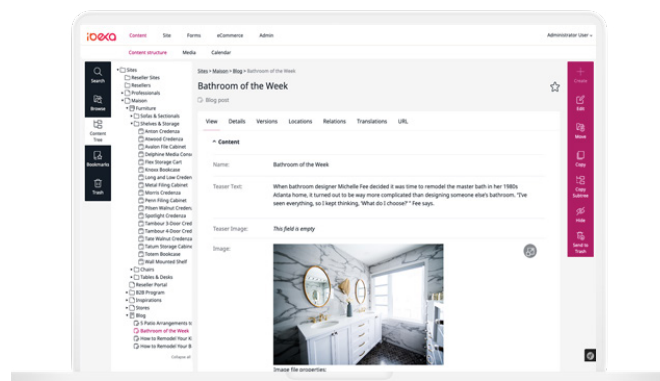 ibexa
Content Site Forms eCommerce Admin
Administrator User
Content structure Media Calendar
Search
Browse
Content
Tree
Bookmarks
Trash
Sites
Reseller Sites
Resellers
Professionals
Maison
Furniture
Sofas & Sectionals
Shelves & Storage
Anton Credenza
Atwood Credenza
Avalon File Cabinet
Delphine Media Conso
Flex Storage Cart
Knoxx Bookcase
Long and Low Creden
Metal Filing Cabinet
Morris Credenza
Penn Filing Cabinet
Pilsen Walnut Creden
Spotlight Credenza
Tambour 3-Door Cred
Tambour 4-Door Cred
Tate Walnut Credenza
Tatum Storage Cabine
Totem Bookcase
Wall Mounted Shelf
Chairs
Tables & Desks
Reseller Portal
B2B Program
Inspirations
Stores
Blog
5 Patio Arrangements to
Bathroom of the Week
How to Remodel Your K
How to Remodel Your B
Collapse all
Sites > Maison > Blog > Bathroom of the Week
Bathroom of the Week
Blog post
View Details Versions Locations Relations Translations URL
Content
Name: Bathroom of the Week
Teaser Text: When bathroom designer Michelle Fee decided it was time to remodel the master bath in her 1980s
Atlanta home, it turned out to be way more complicated than designing someone else's bathroom. "I've
seen everything, so I kept thinking, 'What do I choose?' " Fee says.
Teaser Image: This field is empty
Image:
Image file properties:
Create
Edit
Move
Copy
Copy
Subtree
Hide
Send to
Trash